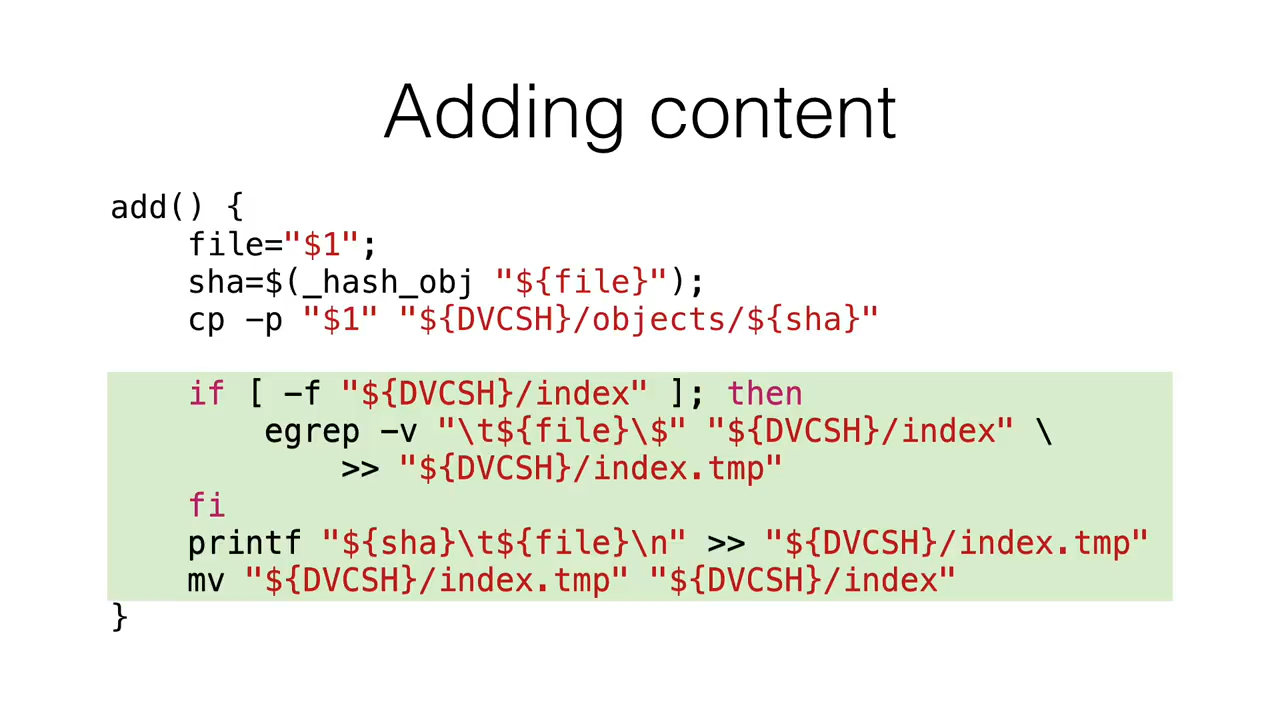 Adding content
add() {
    file="$1";
    sha=$(_hash_obj "${file}");
    cp -p "$1" "${DVCSH}/objects/${sha}"
    if [ -f "${DVCSH}/index" ]; then
        egrep -v "\t${file}\$" "${DVCSH}/index" \
            >> "${DVCSH}/index.tmp"
    fi
    printf "${sha}\t${file}\n" >> "${DVCSH}/index.tmp"
    mv "${DVCSH}/index.tmp" "${DVCSH}/index"
}